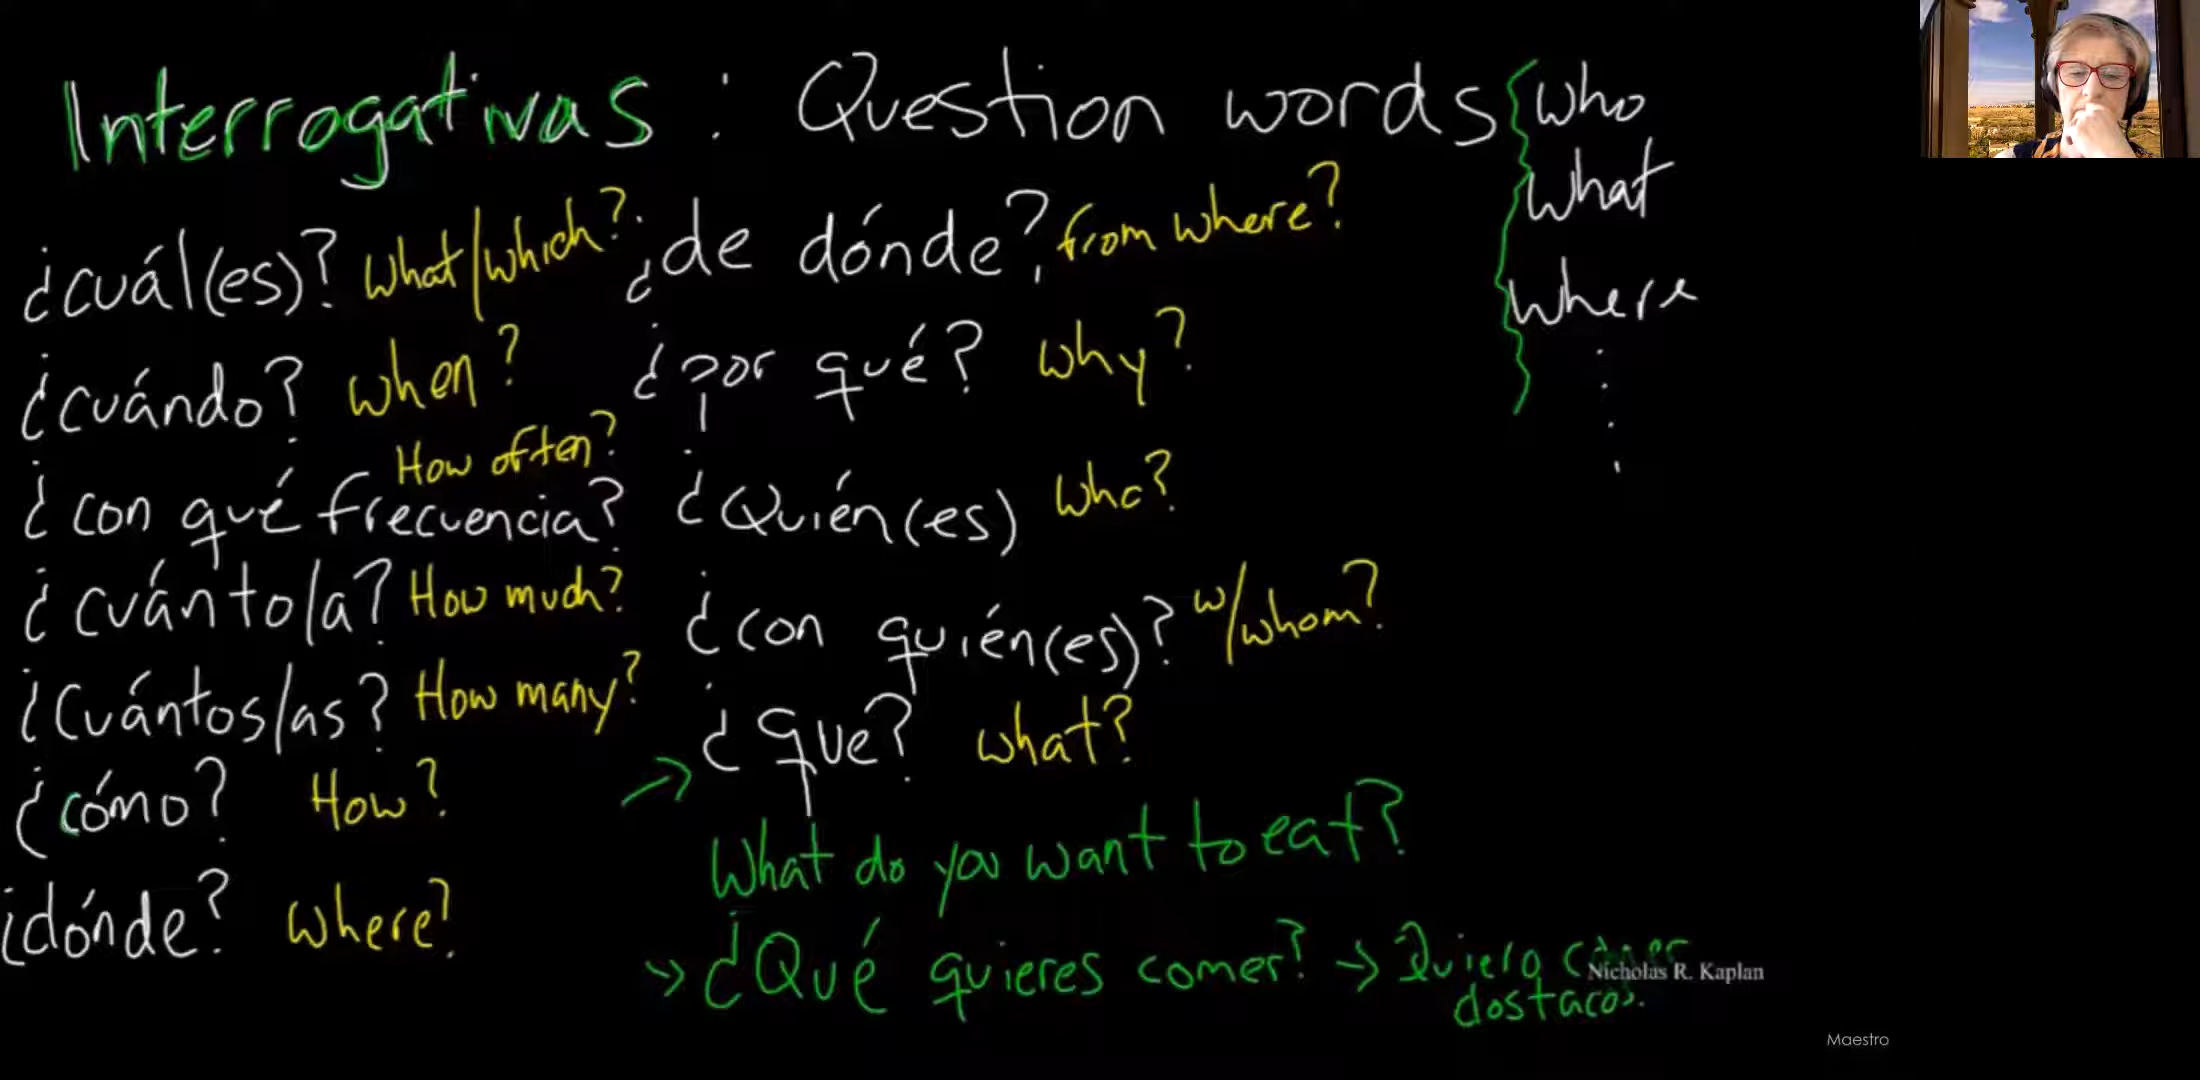 Interrogativas : Question words
who
what
where
¿cuál(es)? What/which?
¿cuándo? when?
How often?
¿con qué frecuencia?
¿cuánto/a? How much?
¿cuántos/as? How many?
¿cómo? How?
¿dónde? where?
¿de dónde? from where?
¿por qué? why?
¿Quién(es) who?
¿con quién(es)? w/whom?
→ ¿que? what?
What do you want to eat?
→ ¿Qué quieres comer? → Quiero comer
dos tacos.
Nicholas R. Kaplan
Maestro